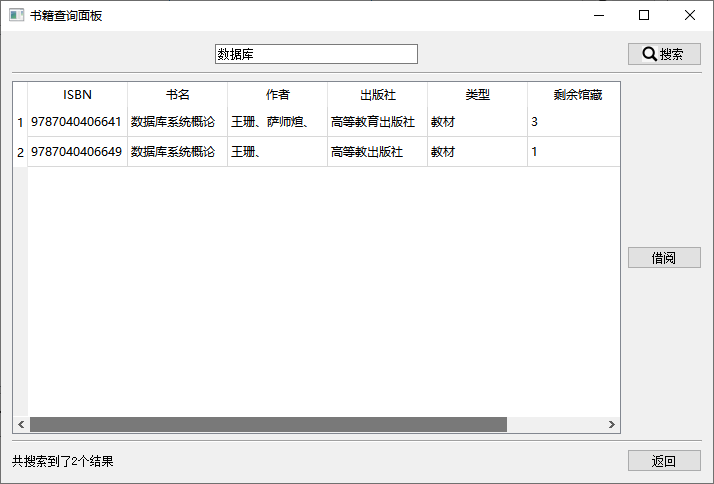 书籍查询面板
数据库 搜索
ISBN 书名 作者 出版社 类型 剩余馆藏
1 9787040406641 数据库系统概论 王珊、萨师煊、 高等教育出版社 教材 3
2 9787040406649 数据库系统概论 王珊、 高等教出版社 教材 1
借阅
共搜索到了2个结果 返回